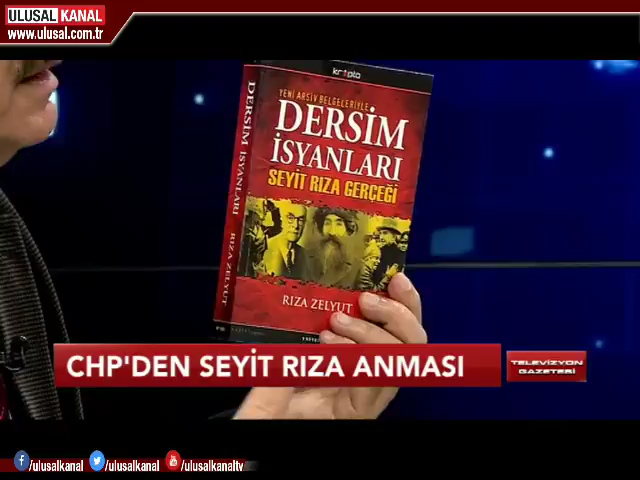 ULUSAL KANAL
www.ulusal.com.tr
kripto
YENİ ARŞİV BELGELERİYLE
DERSİM
İSYANLARI
SEYİT RIZA GERÇEĞİ
RIZA ZELYUT
DERSİM İSYANLARI RIZA ZELYUT
CHP'DEN SEYİT RIZA ANMASI
TELEVİZYON
GAZETESİ
/ulusalkanal /ulusalkanal /ulusalkanaltv